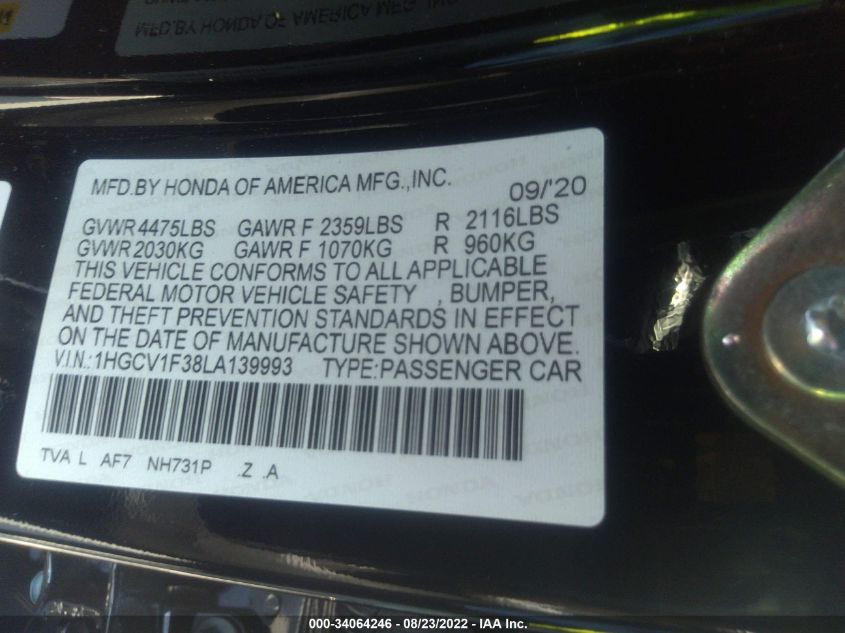 MFD.BY HONDA OF AMERICA MFG.,INC. 09/'20
GVWR 4475LBS GAWR F 2359LBS R 2116LBS
GVWR 2030KG GAWR F 1070KG R 960KG
THIS VEHICLE CONFORMS TO ALL APPLICABLE
FEDERAL MOTOR VEHICLE SAFETY , BUMPER,
AND THEFT PREVENTION STANDARDS IN EFFECT
ON THE DATE OF MANUFACTURE SHOWN ABOVE.
V.I.N.:1HGCV1F38LA139993 TYPE:PASSENGER CAR
TVA L AF7 NH731P .Z .A
000-34064246 - 08/23/2022 - IAA Inc.